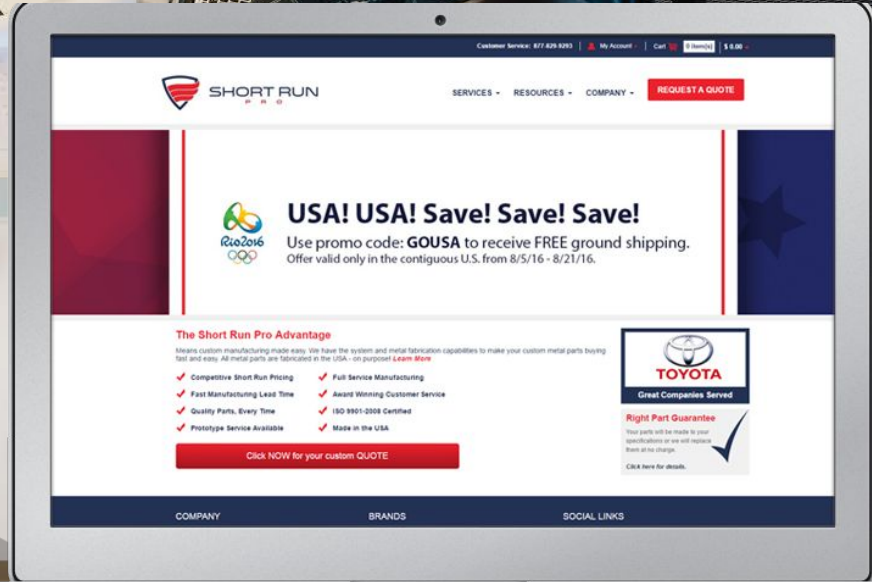 Customer Service: 877-829-9293 | My Account | Cart 0 item(s) $ 0.00
SHORT RUN
PRO
SERVICES RESOURCES COMPANY REQUEST A QUOTE
USA! USA! Save! Save! Save!
Rio2016
Use promo code: GOUSA to receive FREE ground shipping.
Offer valid only in the contiguous U.S. from 8/5/16 - 8/21/16.
The Short Run Pro Advantage
Means custom manufacturing made easy. We have the system and metal fabrication capabilities to make your custom metal parts buying
fast and easy. All metal parts are fabricated in the USA - on purpose! Learn More
Competitive Short Run Pricing
Full Service Manufacturing
Fast Manufacturing Lead Time
Award Winning Customer Service
Quality Parts, Every Time
ISO 9901-2008 Certified
Prototype Service Available
Made in the USA
Click NOW for your custom QUOTE
TOYOTA
Great Companies Served
Right Part Guarantee
Your parts will be made to your
specifications or we will replace
them at no charge.
Click here for details.
COMPANY BRANDS SOCIAL LINKS